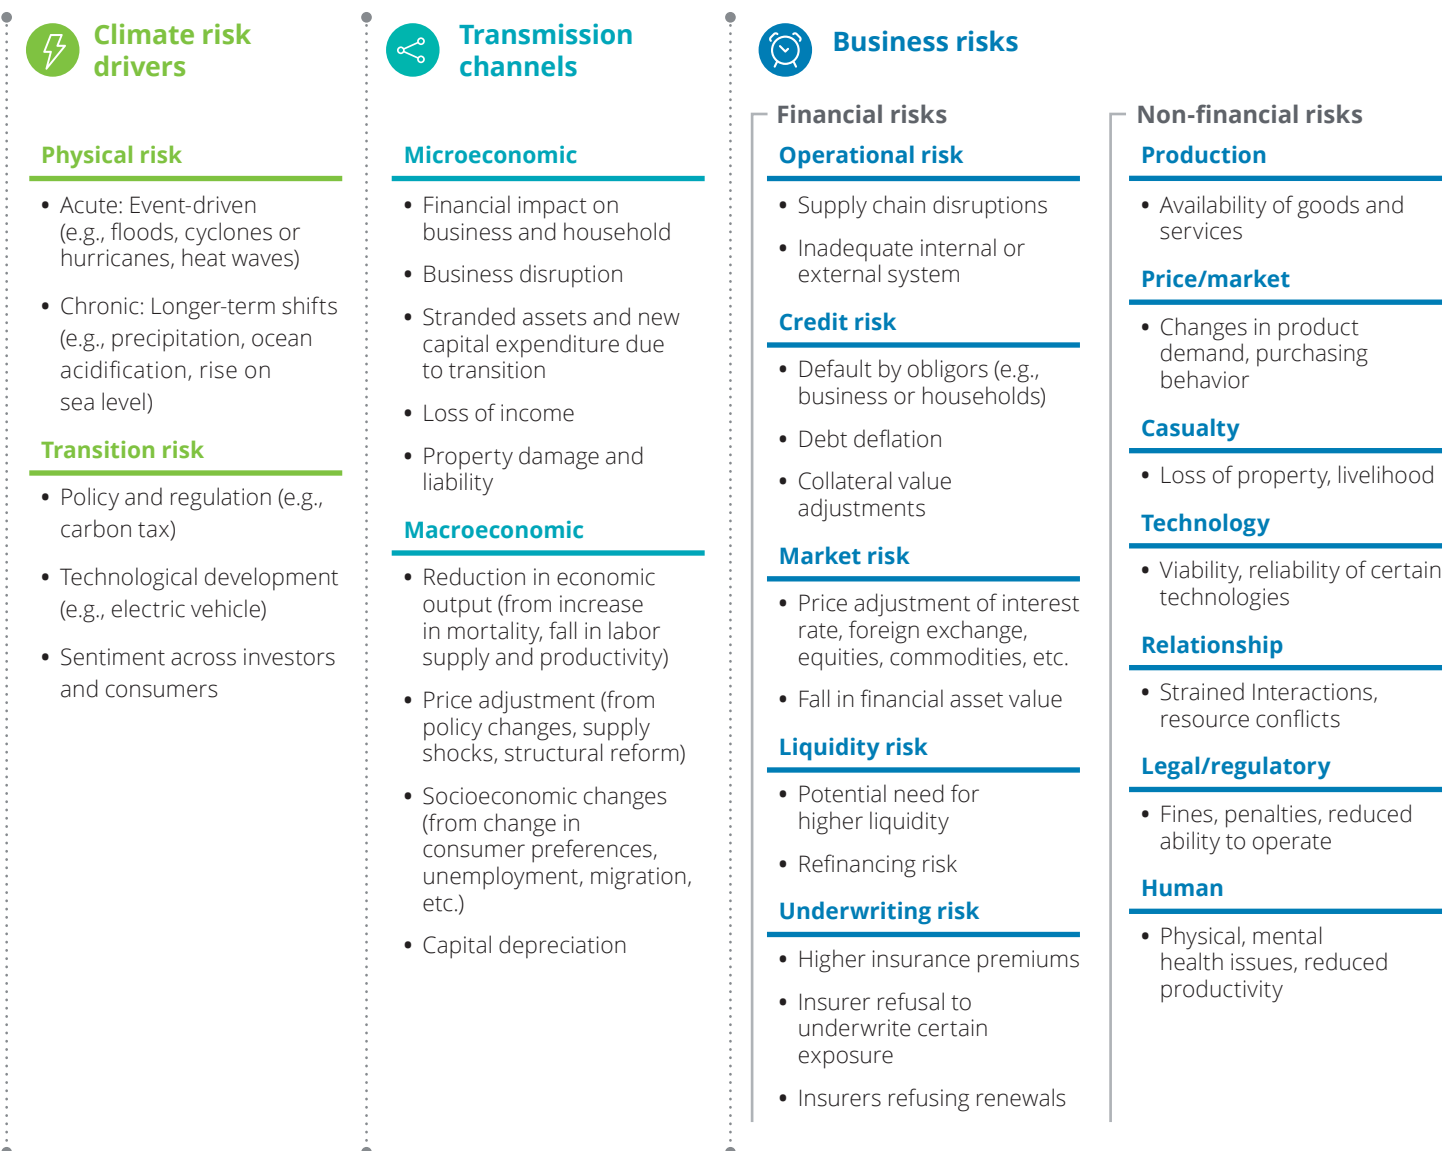 Climate risk
drivers
Physical risk
• Acute: Event-driven
(e.g., floods, cyclones or
hurricanes, heat waves)
• Chronic: Longer-term shifts
(e.g., precipitation, ocean
acidification, rise on
sea level)
Transition risk
• Policy and regulation (e.g.,
carbon tax)
• Technological development
(e.g., electric vehicle)
• Sentiment across investors
and consumers
Transmission
channels
Microeconomic
• Financial impact on
business and household
• Business disruption
• Stranded assets and new
capital expenditure due
to transition
• Loss of income
• Property damage and
liability
Macroeconomic
• Reduction in economic
output (from increase
in mortality, fall in labor
supply and productivity)
• Price adjustment (from
policy changes, supply
shocks, structural reform)
• Socioeconomic changes
(from change in
consumer preferences,
unemployment, migration,
etc.)
• Capital depreciation
Business risks
Financial risks
Operational risk
• Supply chain disruptions
• Inadequate internal or
external system
Credit risk
• Default by obligors (e.g.,
business or households)
• Debt deflation
• Collateral value
adjustments
Market risk
• Price adjustment of interest
rate, foreign exchange,
equities, commodities, etc.
• Fall in financial asset value
Liquidity risk
• Potential need for
higher liquidity
• Refinancing risk
Underwriting risk
• Higher insurance premiums
• Insurer refusal to
underwrite certain
exposure
• Insurers refusing renewals
Non-financial risks
Production
• Availability of goods and
services
Price/market
• Changes in product
demand, purchasing
behavior
Casualty
• Loss of property, livelihood
Technology
• Viability, reliability of certain
technologies
Relationship
• Strained Interactions,
resource conflicts
Legal/regulatory
• Fines, penalties, reduced
ability to operate
Human
• Physical, mental
health issues, reduced
productivity